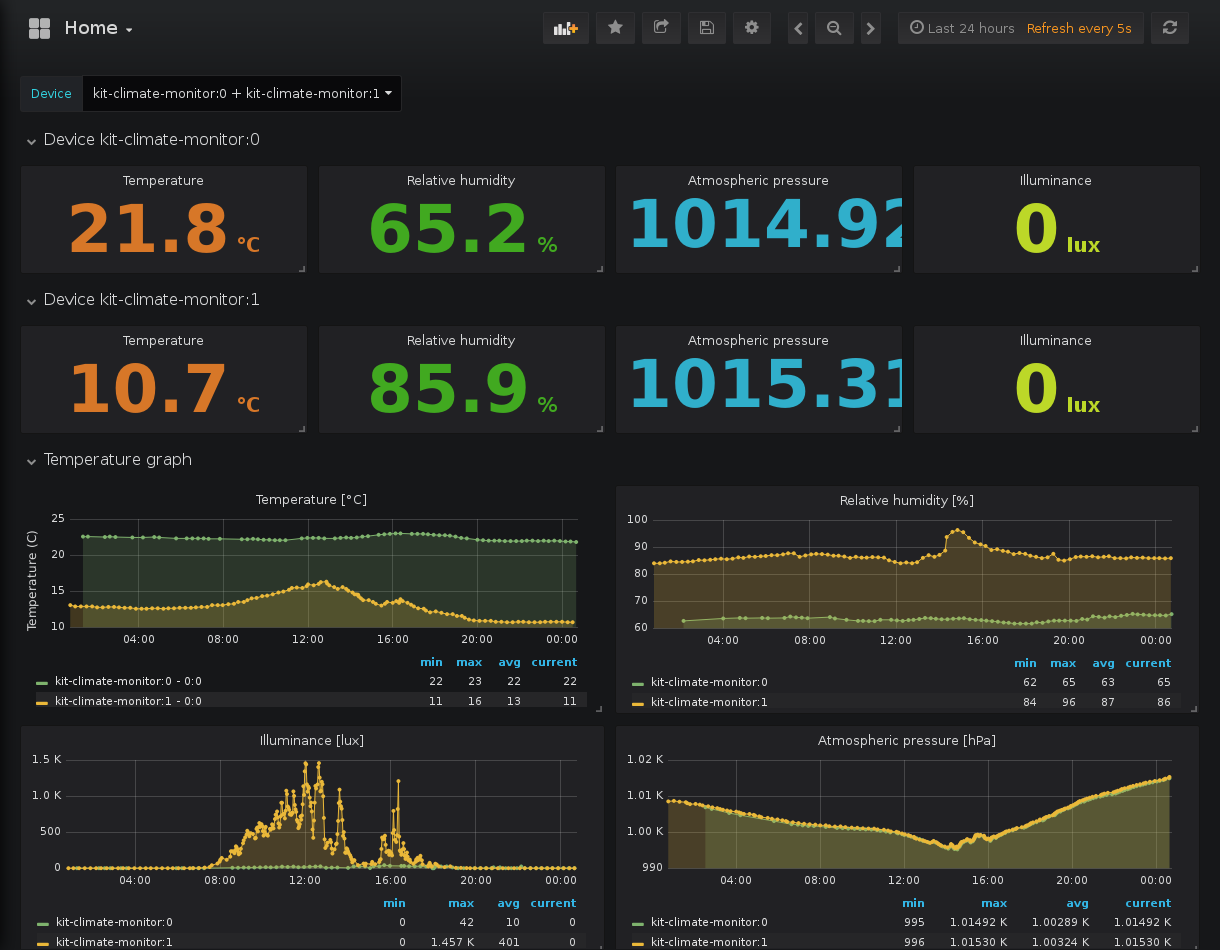 Home
Last 24 hours Refresh every 5s
Device kit-climate-monitor:0 + kit-climate-monitor:1
Device kit-climate-monitor:0
Temperature Relative humidity Atmospheric pressure Illuminance
21.8 °C 65.2 % 1014.92 0 lux
Device kit-climate-monitor:1
Temperature Relative humidity Atmospheric pressure Illuminance
10.7 °C 85.9 % 1015.31 0 lux
Temperature graph
Temperature [°C]
Temperature (C)
25
20
15
10
04:00 08:00 12:00 16:00 20:00 00:00
min max avg current
kit-climate-monitor:0 - 0:0 22 23 22 22
kit-climate-monitor:1 - 0:0 11 16 13 11
Relative humidity [%]
100
90
80
70
60
04:00 08:00 12:00 16:00 20:00 00:00
min max avg current
kit-climate-monitor:0 62 65 63 65
kit-climate-monitor:1 84 96 87 86
Illuminance [lux]
1.5 K
1.0 K
500
0
04:00 08:00 12:00 16:00 20:00 00:00
min max avg current
kit-climate-monitor:0 0 42 10 0
kit-climate-monitor:1 0 1.457 K 401 0
Atmospheric pressure [hPa]
1.02 K
1.01 K
1.00 K
990
04:00 08:00 12:00 16:00 20:00 00:00
min max avg current
kit-climate-monitor:0 995 1.01492 K 1.00289 K 1.01492 K
kit-climate-monitor:1 996 1.01530 K 1.00324 K 1.01530 K